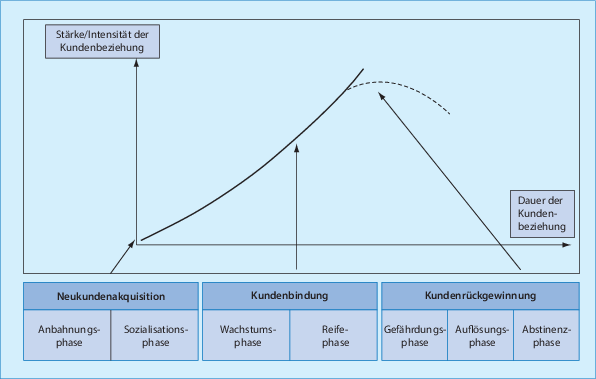 Stärke/Intensität der
Kundenbeziehung
Dauer der
Kunden-
beziehung
Neukundenakquisition
Kundenbindung
Kundenrückgewinnung
Anbahnungs-
phase
Sozialisations-
phase
Wachstums-
phase
Reife-
phase
Gefährdungs-
phase
Auflösungs-
phase
Abstinenz-
phase